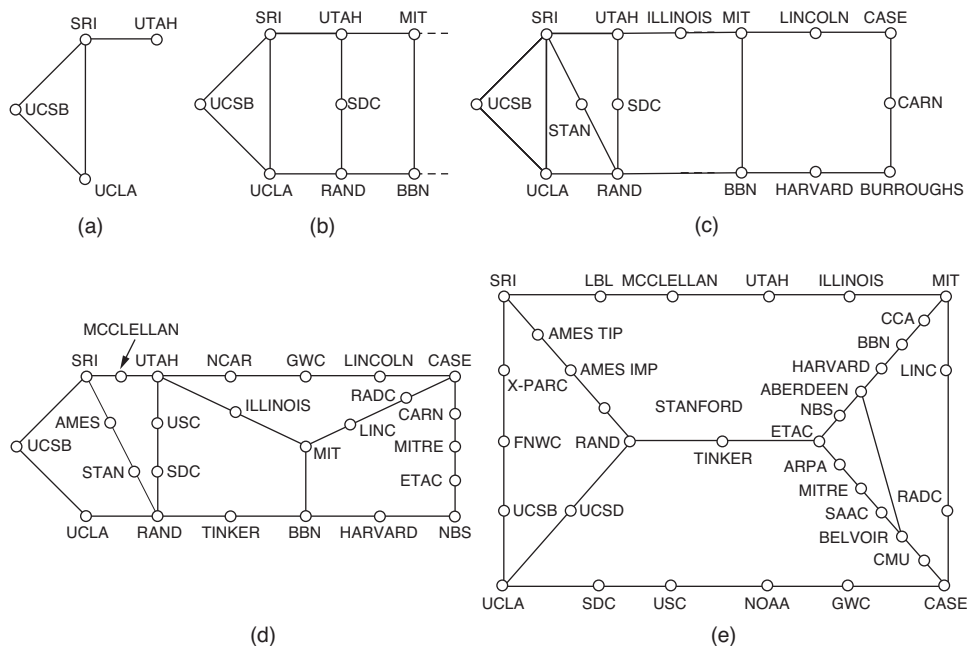 SRI UTAH
UCSB
UCLA
(a)
SRI UTAH MIT
UCSB SDC
UCLA RAND BBN
(b)
SRI UTAH ILLINOIS MIT LINCOLN CASE
UCSB SDC CARN
STAN
UCLA RAND BBN HARVARD BURROUGHS
(c)
MCCLELLAN
SRI UTAH NCAR GWC LINCOLN CASE
RADC
ILLINOIS CARN
AMES USC LINC
UCSB MIT MITRE
STAN SDC ETAC
UCLA RAND TINKER BBN HARVARD NBS
(d)
SRI LBL MCCLELLAN UTAH ILLINOIS MIT
CCA
AMES TIP BBN
X-PARC AMES IMP HARVARD LINC
ABERDEEN
STANFORD NBS
FNWC RAND ETAC
TINKER
ARPA
MITRE RADC
UCSB UCSD SAAC
BELVOIR
CMU
UCLA SDC USC NOAA GWC CASE
(e)